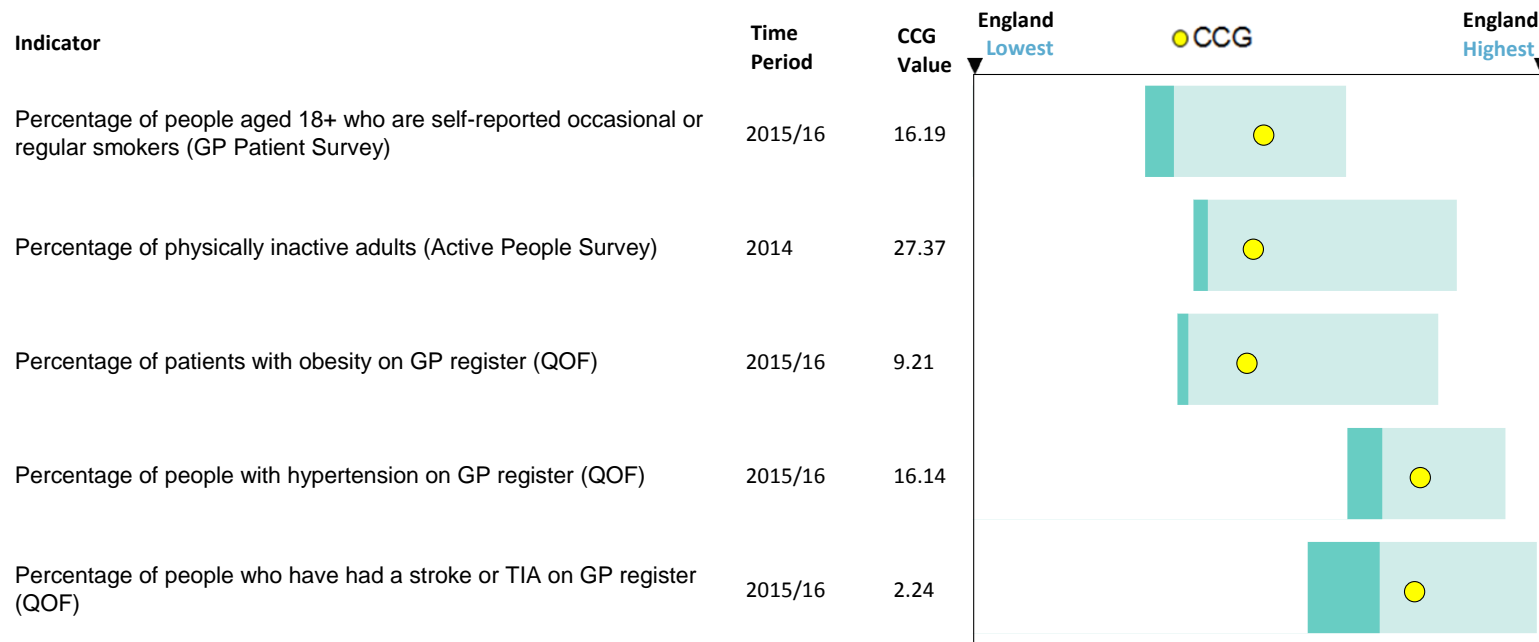 Indicator
Time
Period
CCG
Value
England
Lowest
CCG
England
Highest
Percentage of people aged 18+ who are self-reported occasional or
regular smokers (GP Patient Survey)
2015/16
16.19
Percentage of physically inactive adults (Active People Survey)
2014
27.37
Percentage of patients with obesity on GP register (QOF)
2015/16
9.21
Percentage of people with hypertension on GP register (QOF)
2015/16
16.14
Percentage of people who have had a stroke or TIA on GP register
(QOF)
2015/16
2.24